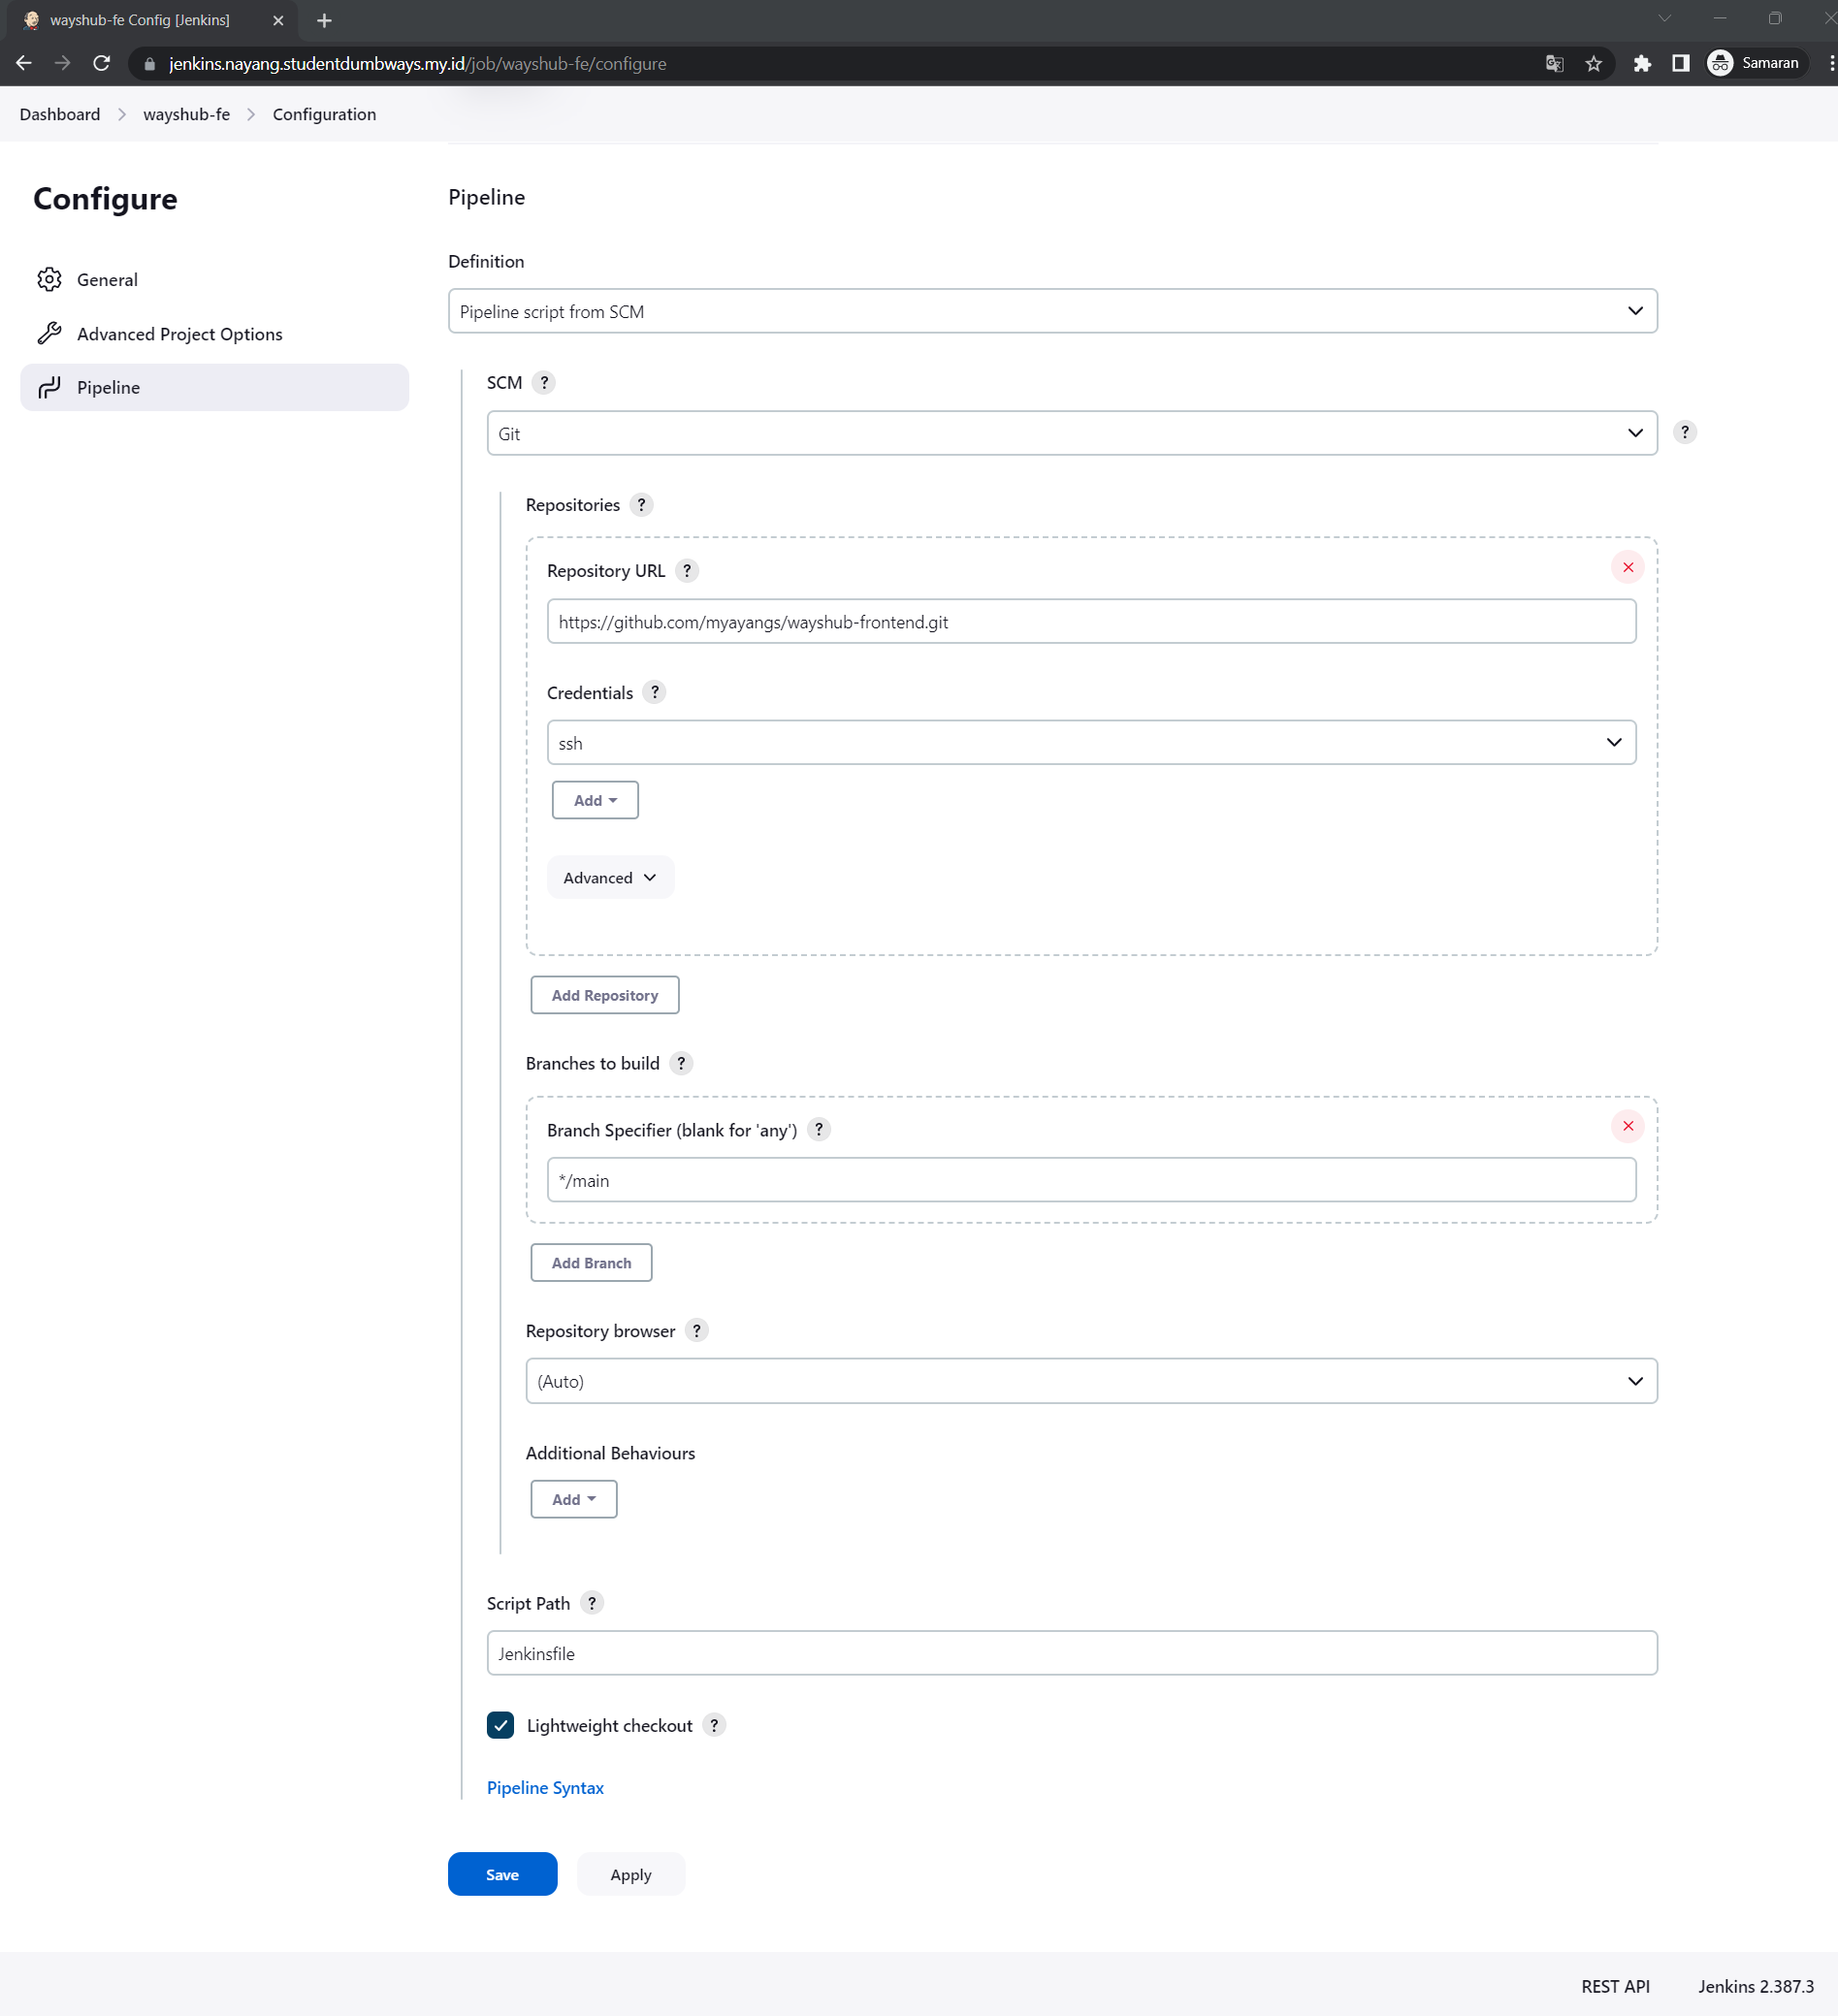 wayshub-fe Config [Jenkins]
jenkins.nayang.studentdumbways.my.id/job/wayshub-fe/configure
Samaran
Dashboard
wayshub-fe
Configuration
Configure
General
Advanced Project Options
Pipeline
Pipeline
Definition
Pipeline script from SCM
SCM ?
Git
?
Repositories ?
Repository URL ?
https://github.com/myayangs/wayshub-frontend.git
Credentials ?
ssh
Add
Advanced
Add Repository
Branches to build ?
Branch Specifier (blank for 'any') ?
*/main
Add Branch
Repository browser ?
(Auto)
Additional Behaviours
Add
Script Path ?
Jenkinsfile
Lightweight checkout ?
Pipeline Syntax
Save
Apply
REST API
Jenkins 2.387.3